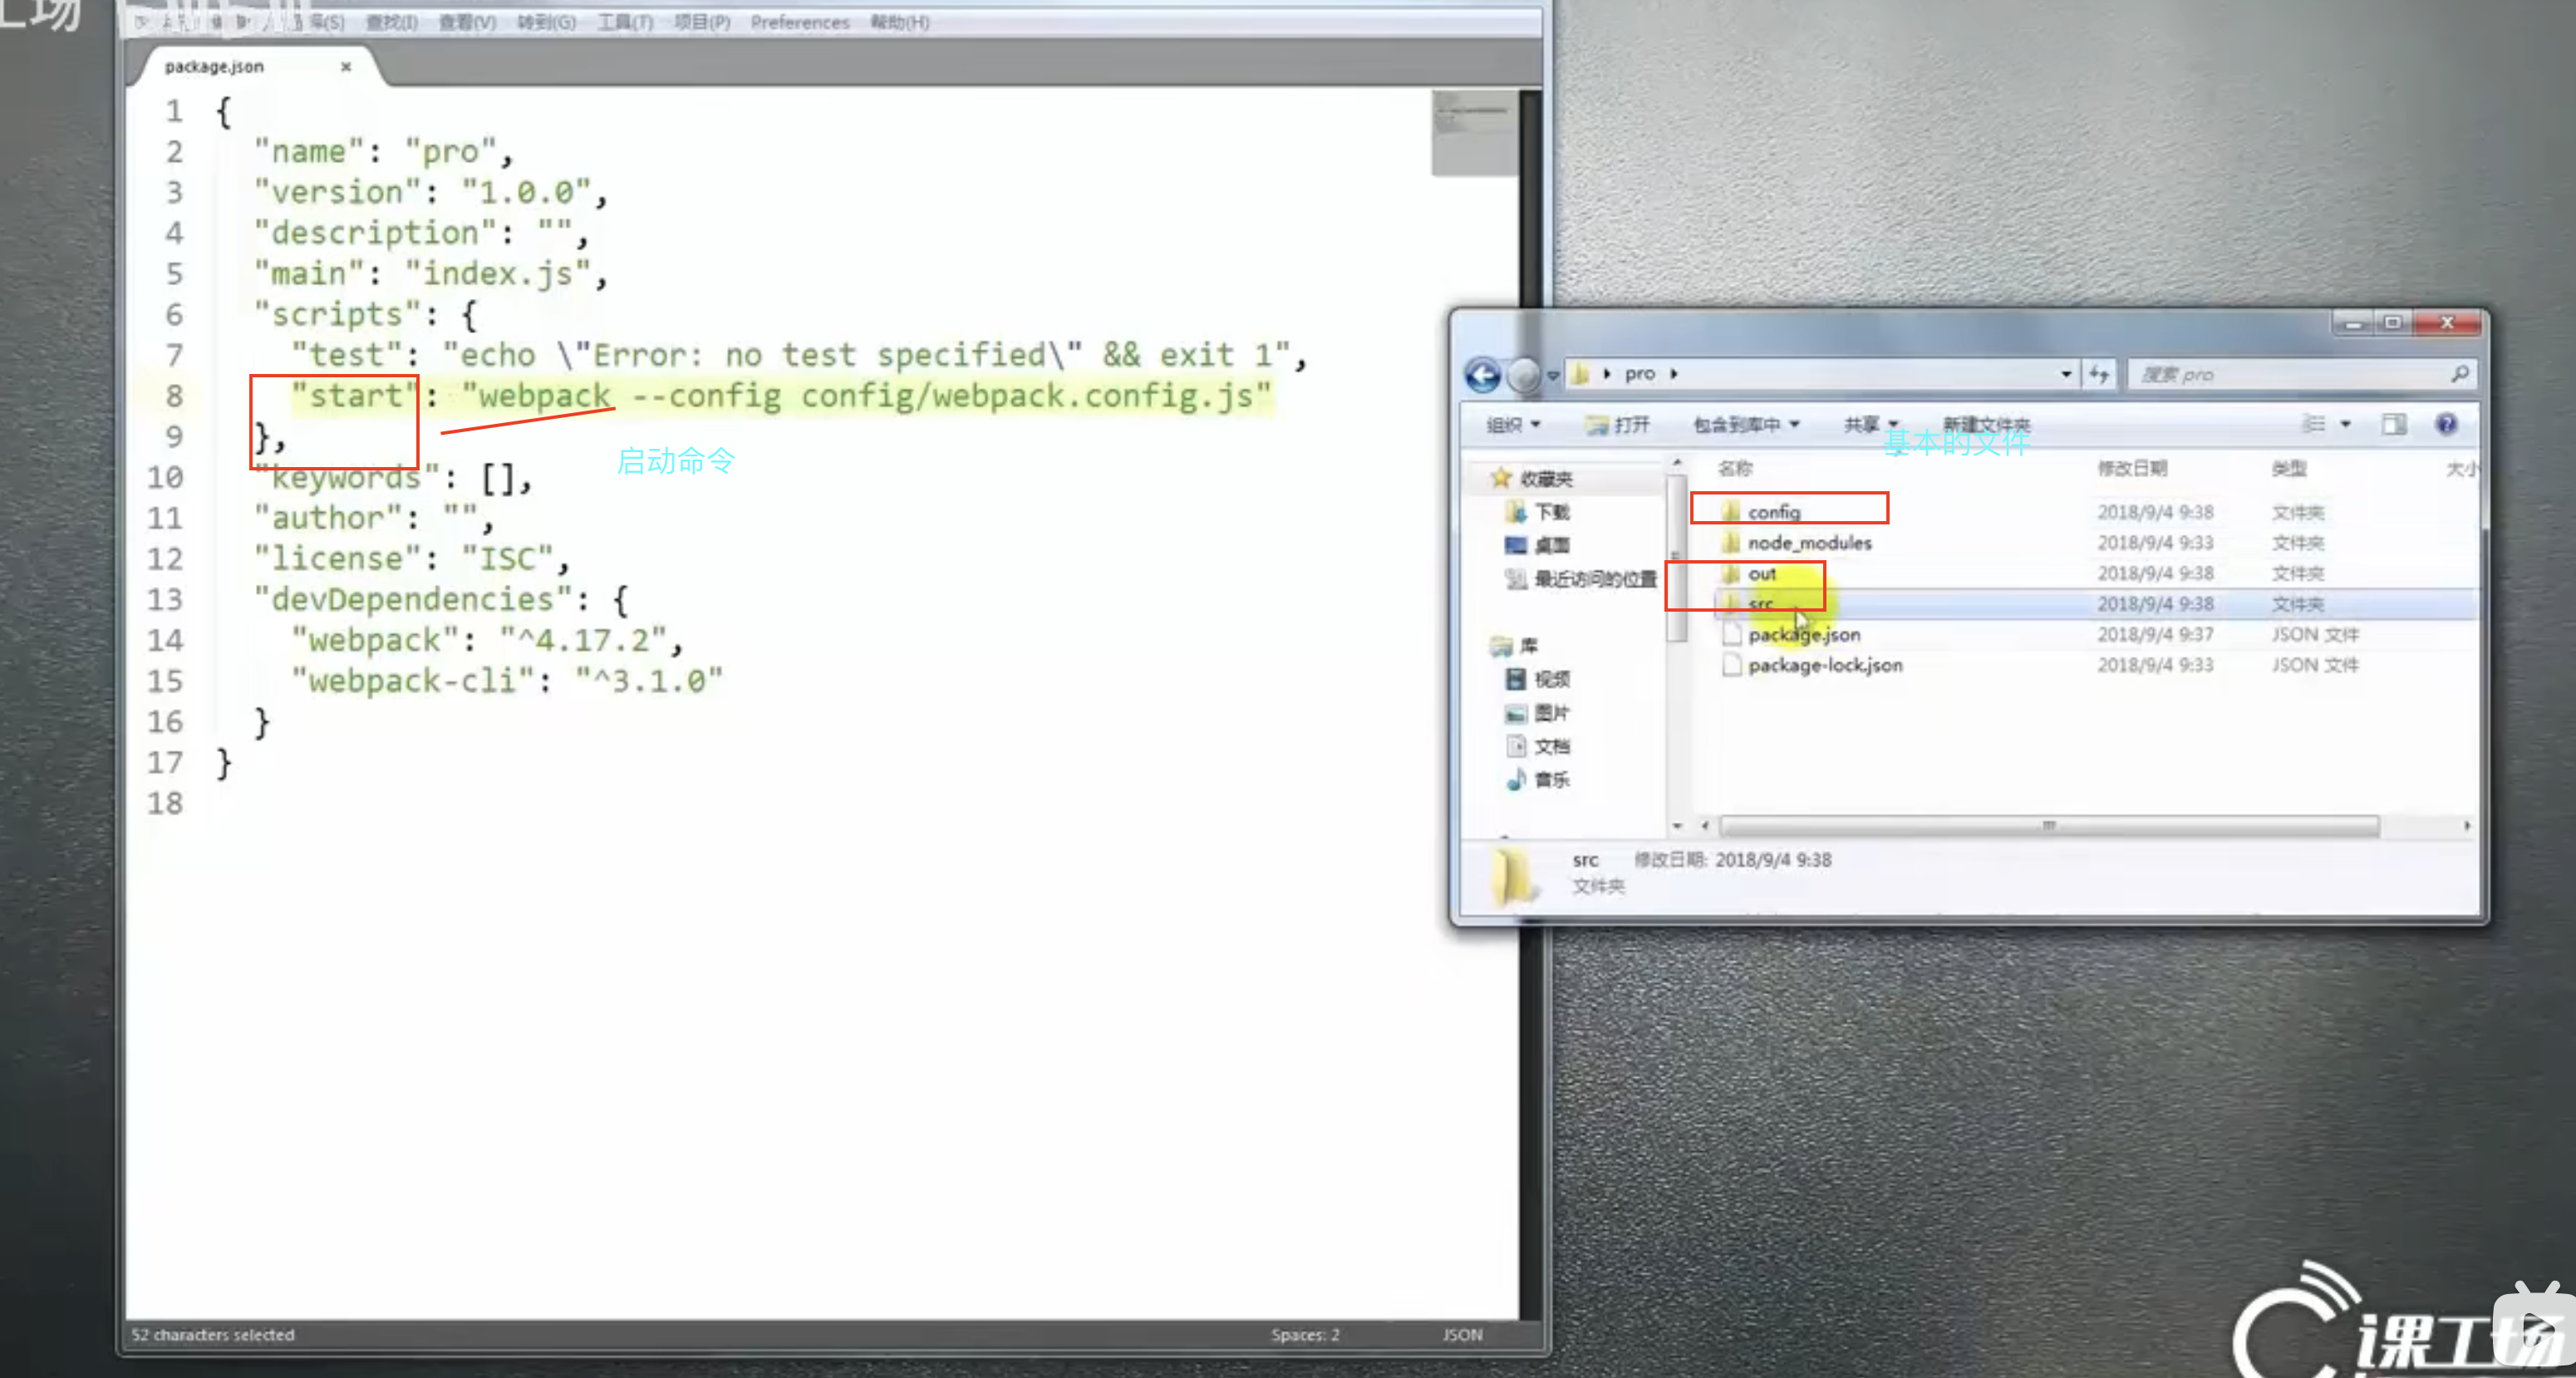 工场
查找(I) 查看(V) 转到(G) 工具(T) 项目(P) Preferences 帮助(H)
package.json
1 {
2 "name": "pro",
3 "version": "1.0.0",
4 "description": "",
5 "main": "index.js",
6 "scripts": {
7 "test": "echo \"Error: no test specified\" && exit 1",
8 "start": "webpack --config config/webpack.config.js"
9 },
启动命令
10 "keywords": [],
11 "author": "",
12 "license": "ISC",
13 "devDependencies": {
14 "webpack": "^4.17.2",
15 "webpack-cli": "^3.1.0"
16 }
17 }
18
52 characters selected Spaces: 2 JSON
pro 搜索 pro
组织 打开 包含到库中 共享 新建文件夹
基本的文件
名称 修改日期 类型 大小
收藏夹
下载
桌面
最近访问的位置
库
视频
图片
文档
音乐
config 2018/9/4 9:38 文件夹
node_modules 2018/9/4 9:33 文件夹
out 2018/9/4 9:38 文件夹
src 2018/9/4 9:38 文件夹
package.json 2018/9/4 9:37 JSON 文件
package-lock.json 2018/9/4 9:33 JSON 文件
src 修改日期: 2018/9/4 9:38
文件夹
课工场